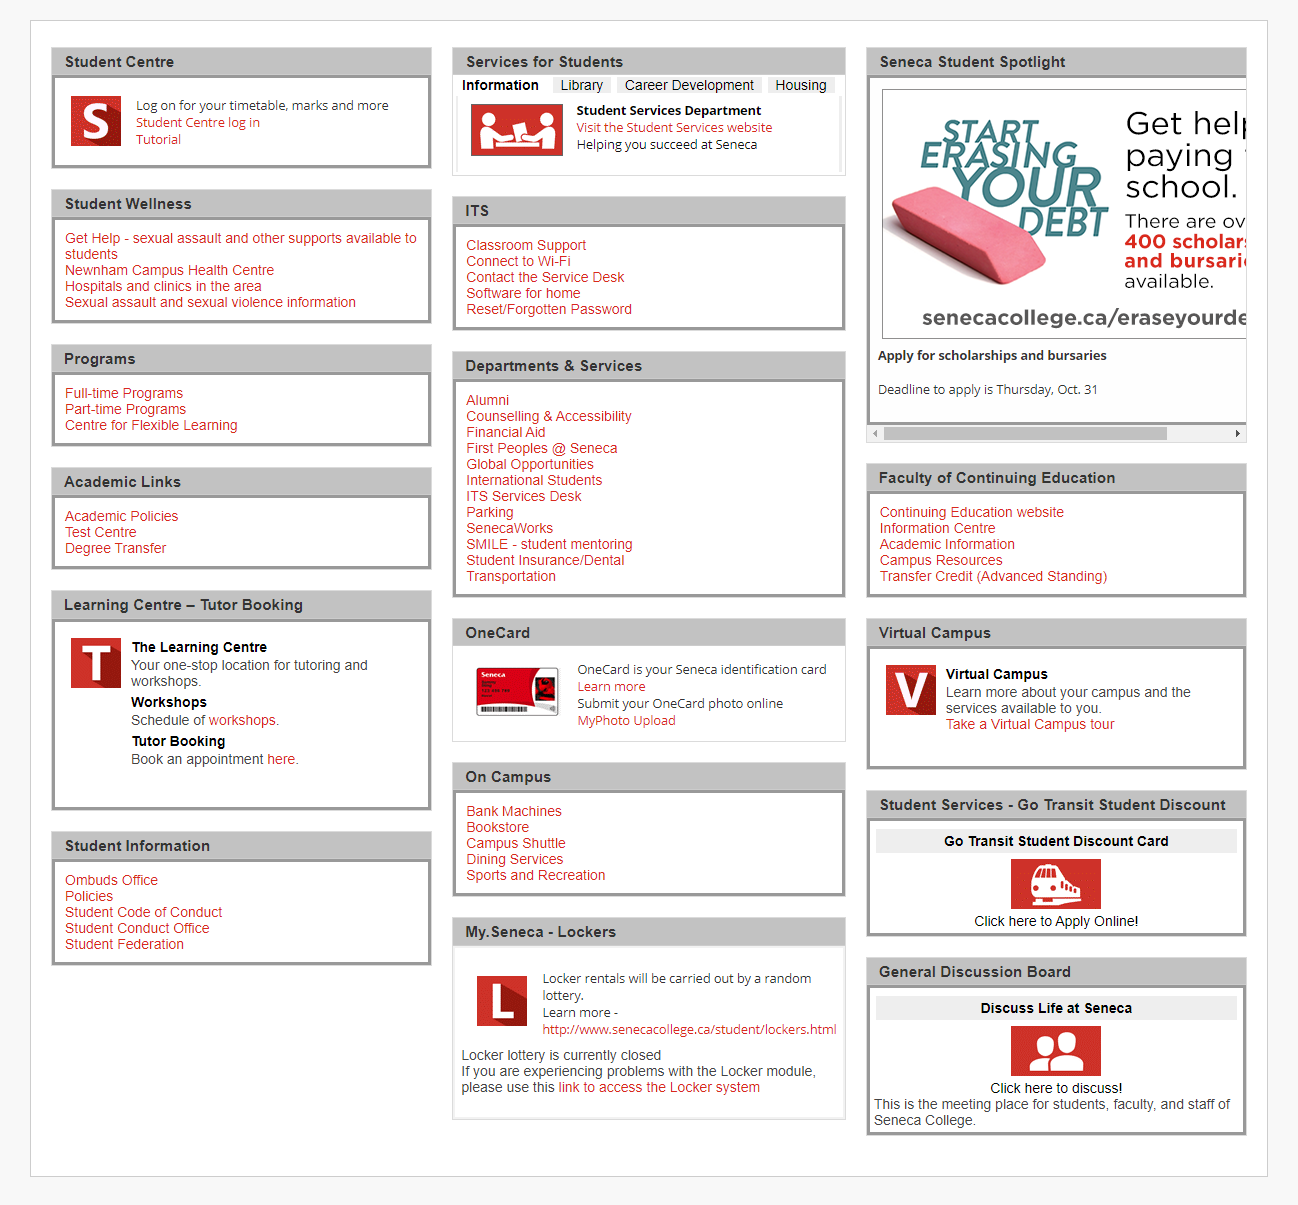 Student Centre
S
Log on for your timetable, marks and more
Student Centre log in
Tutorial
Student Wellness
Get Help - sexual assault and other supports available to
students
Newnham Campus Health Centre
Hospitals and clinics in the area
Sexual assault and sexual violence information
Programs
Full-time Programs
Part-time Programs
Centre for Flexible Learning
Academic Links
Academic Policies
Test Centre
Degree Transfer
Learning Centre – Tutor Booking
T
The Learning Centre
Your one-stop location for tutoring and
workshops.
Workshops
Schedule of workshops.
Tutor Booking
Book an appointment here.
Student Information
Ombuds Office
Policies
Student Code of Conduct
Student Conduct Office
Student Federation
Services for Students
Information Library Career Development Housing
Student Services Department
Visit the Student Services website
Helping you succeed at Seneca
ITS
Classroom Support
Connect to Wi-Fi
Contact the Service Desk
Software for home
Reset/Forgotten Password
Departments & Services
Alumni
Counselling & Accessibility
Financial Aid
First Peoples @ Seneca
Global Opportunities
International Students
ITS Services Desk
Parking
SenecaWorks
SMILE - student mentoring
Student Insurance/Dental
Transportation
OneCard
Seneca
OneCard is your Seneca identification card
Learn more
Submit your OneCard photo online
MyPhoto Upload
On Campus
Bank Machines
Bookstore
Campus Shuttle
Dining Services
Sports and Recreation
My.Seneca - Lockers
L
Locker rentals will be carried out by a random
lottery.
Learn more -
http://www.senecacollege.ca/student/lockers.html
Locker lottery is currently closed
If you are experiencing problems with the Locker module,
please use this link to access the Locker system
Seneca Student Spotlight
START
ERASING
YOUR
DEBT
Get help
paying
school.
There are ov
400 scholars
and bursari
available.
senecacollege.ca/eraseyourde
Apply for scholarships and bursaries
Deadline to apply is Thursday, Oct. 31
Faculty of Continuing Education
Continuing Education website
Information Centre
Academic Information
Campus Resources
Transfer Credit (Advanced Standing)
Virtual Campus
V
Virtual Campus
Learn more about your campus and the
services available to you.
Take a Virtual Campus tour
Student Services - Go Transit Student Discount
Go Transit Student Discount Card
Click here to Apply Online!
General Discussion Board
Discuss Life at Seneca
Click here to discuss!
This is the meeting place for students, faculty, and staff of
Seneca College.